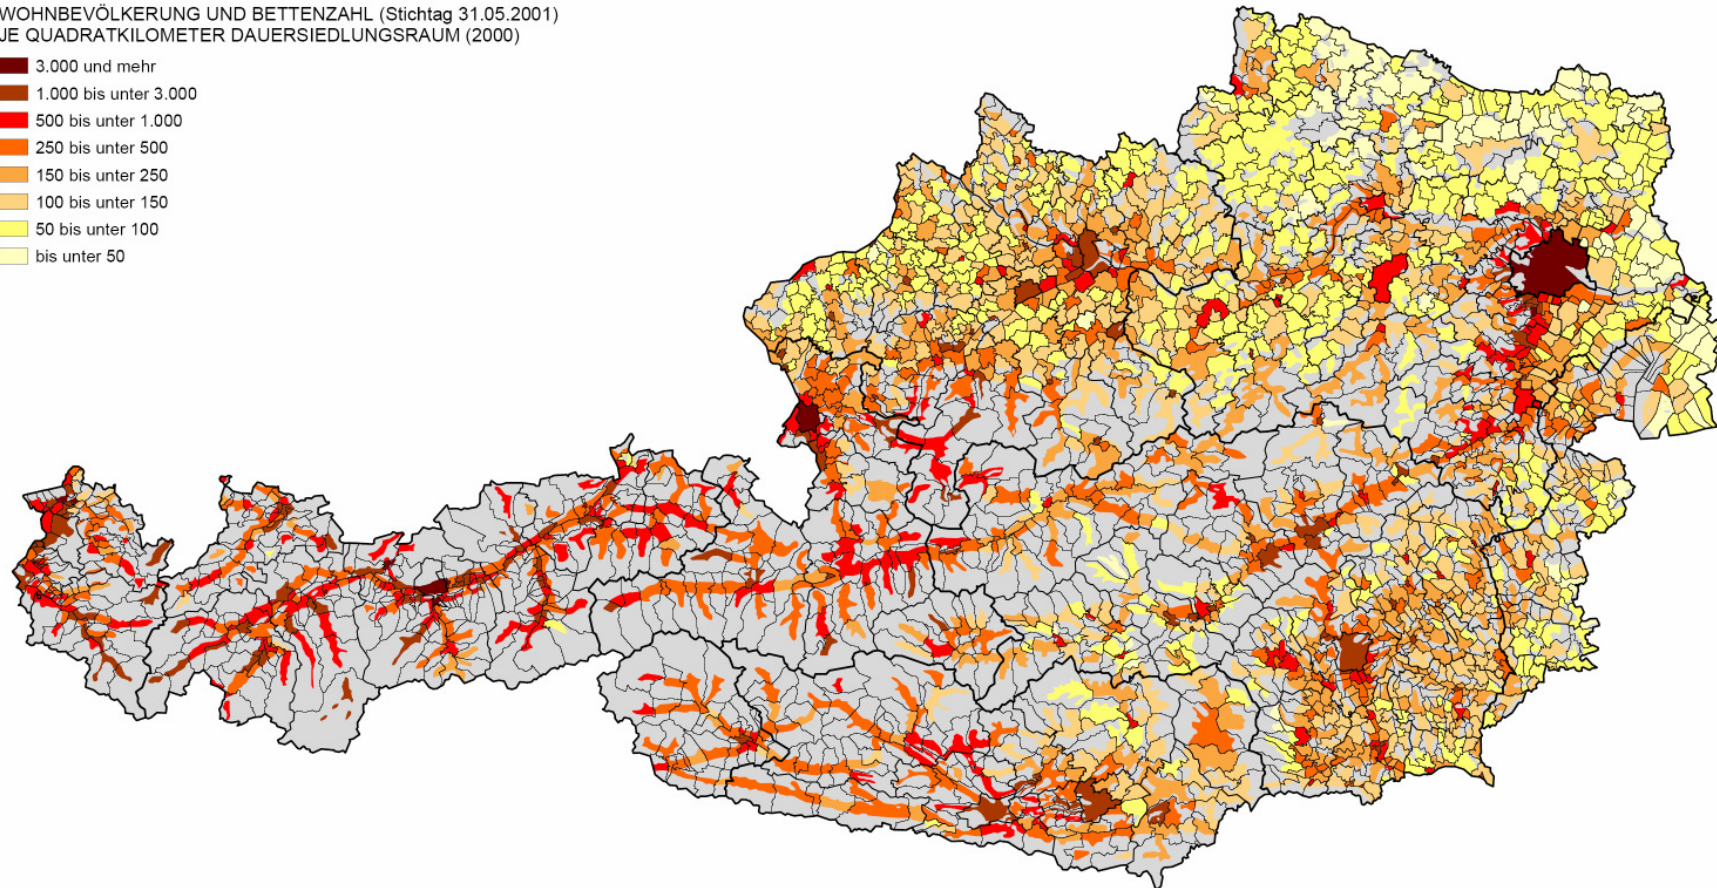 WOHNBEVÖLKERUNG UND BETTENZAHL (Stichtag 31.05.2001)
JE QUADRATKILOMETER DAUERSIEDLUNGSRAUM (2000)
3.000 und mehr
1.000 bis unter 3.000
500 bis unter 1.000
250 bis unter 500
150 bis unter 250
100 bis unter 150
50 bis unter 100
bis unter 50